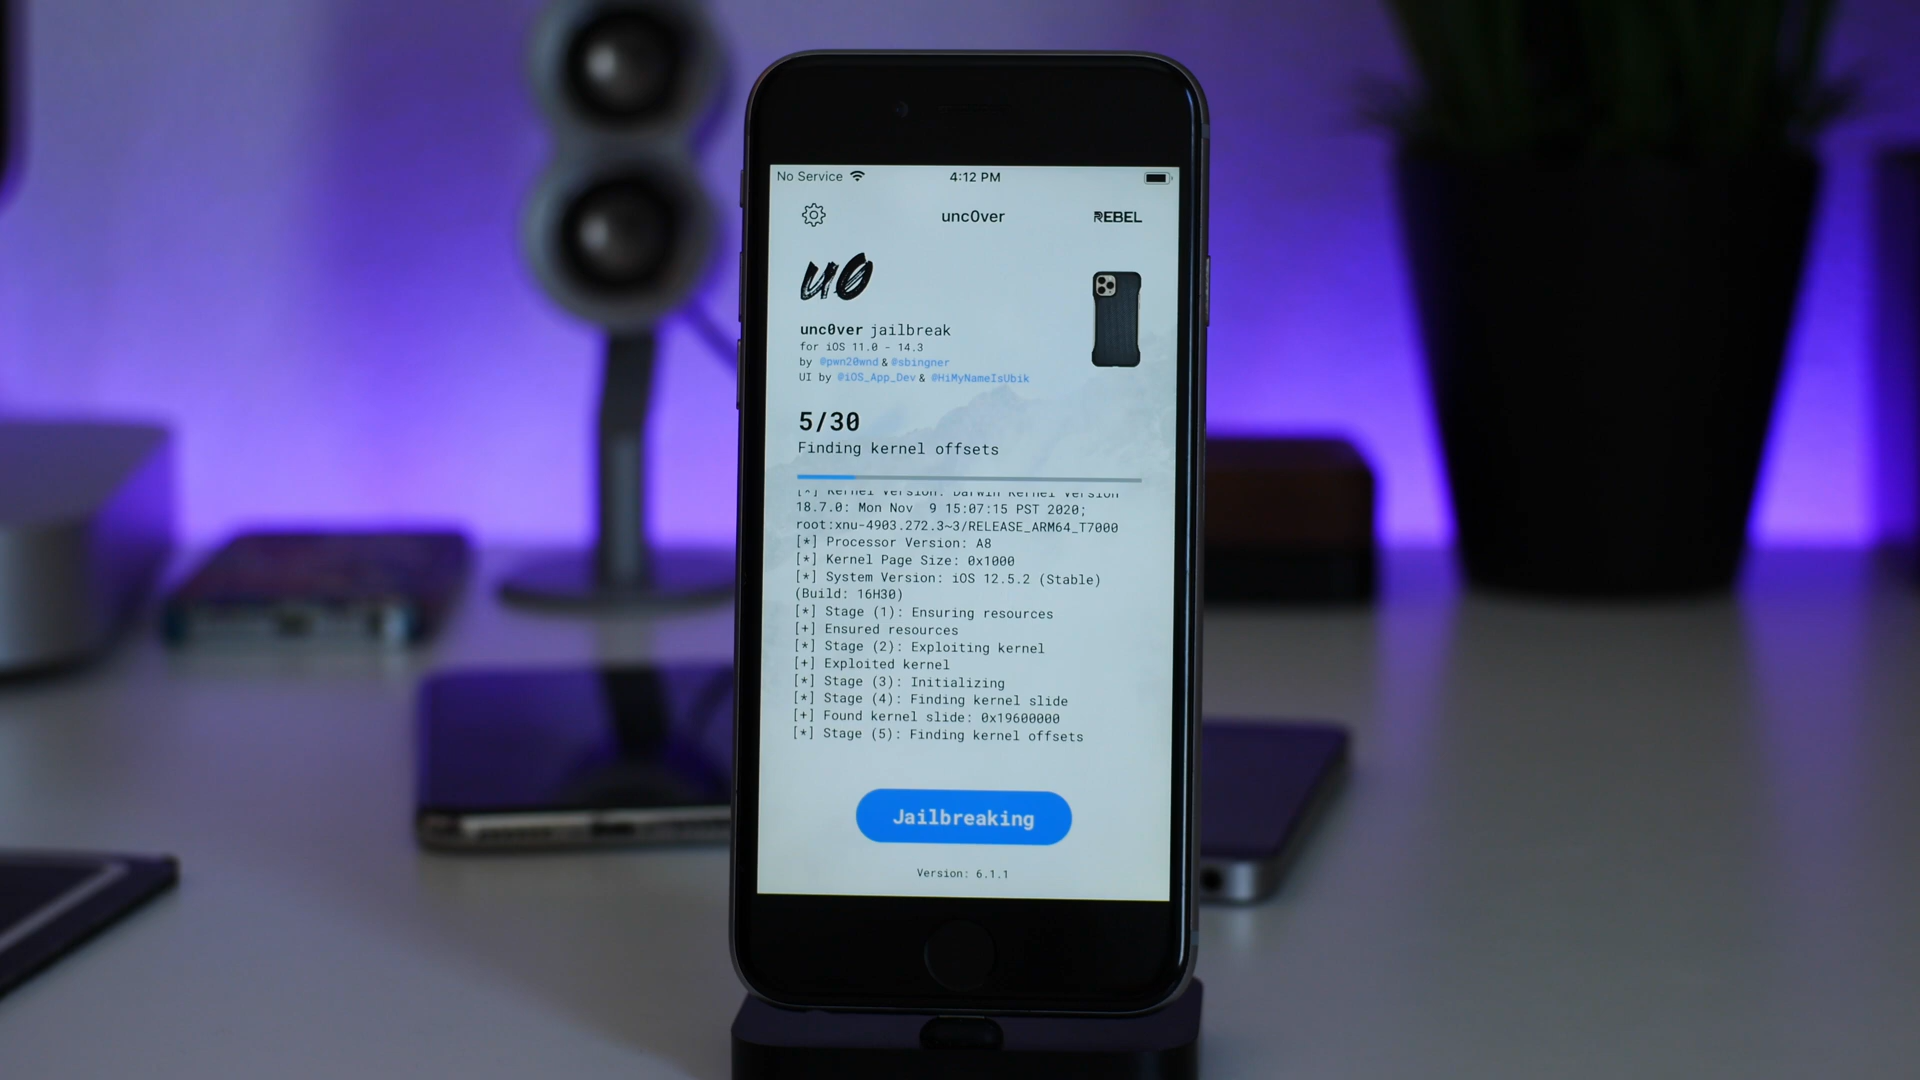 No Service 4:12 PM
unc0ver REBEL
u0
unc0ver jailbreak
for iOS 11.0 - 14.3
by @pwn20wnd & @sbingner
UI by @iOS_App_Dev & @HiMyNameIsUbik
5/30
Finding kernel offsets
[*] Kernel Version: Darwin Kernel Version
18.7.0: Mon Nov  9 15:07:15 PST 2020;
root:xnu-4903.272.3~3/RELEASE_ARM64_T7000
[*] Processor Version: A8
[*] Kernel Page Size: 0x1000
[*] System Version: iOS 12.5.2 (Stable)
(Build: 16H30)
[*] Stage (1): Ensuring resources
[+] Ensured resources
[*] Stage (2): Exploiting kernel
[+] Exploited kernel
[*] Stage (3): Initializing
[*] Stage (4): Finding kernel slide
[+] Found kernel slide: 0x19600000
[*] Stage (5): Finding kernel offsets
Jailbreaking
Version: 6.1.1